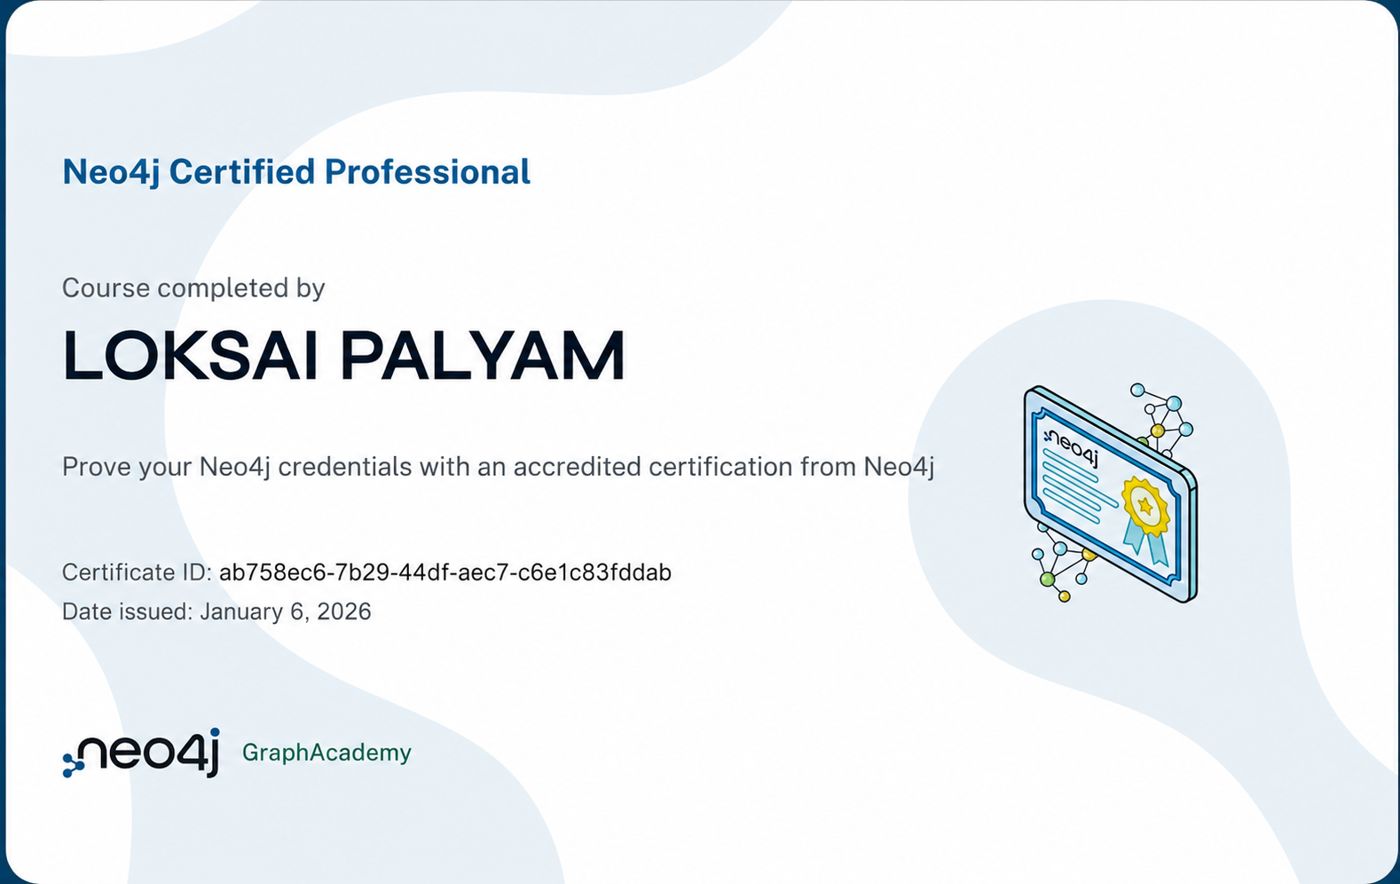 Neo4j Certified Professional
Course completed by
LOKSAI PALYAM
Prove your Neo4j credentials with an accredited certification from Neo4j
neo4j
Certificate ID: ab758ec6-7b29-44df-aec7-c6e1c83fddab
Date issued: January 6, 2026
neo4j GraphAcademy